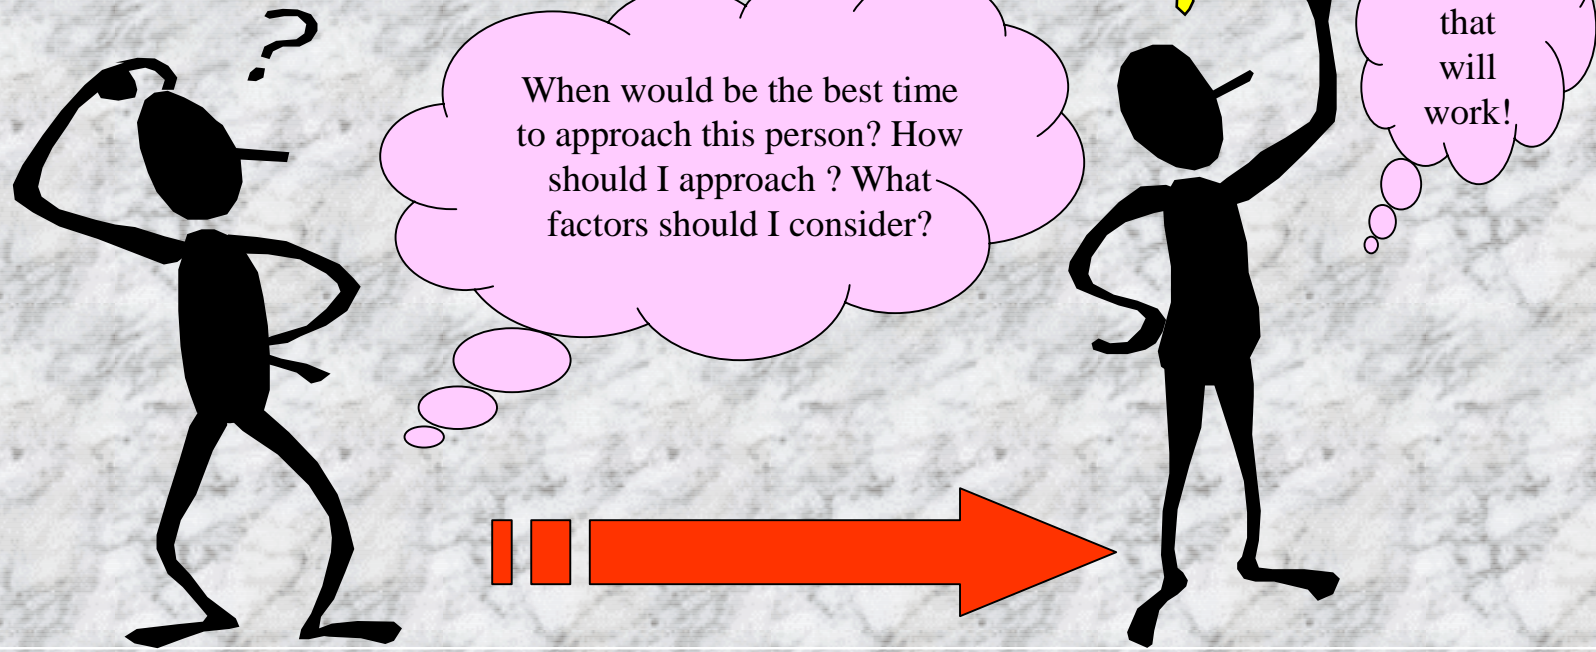 ?
When would be the best time
to approach this person? How
should I approach ? What
factors should I consider?
that
will
work!